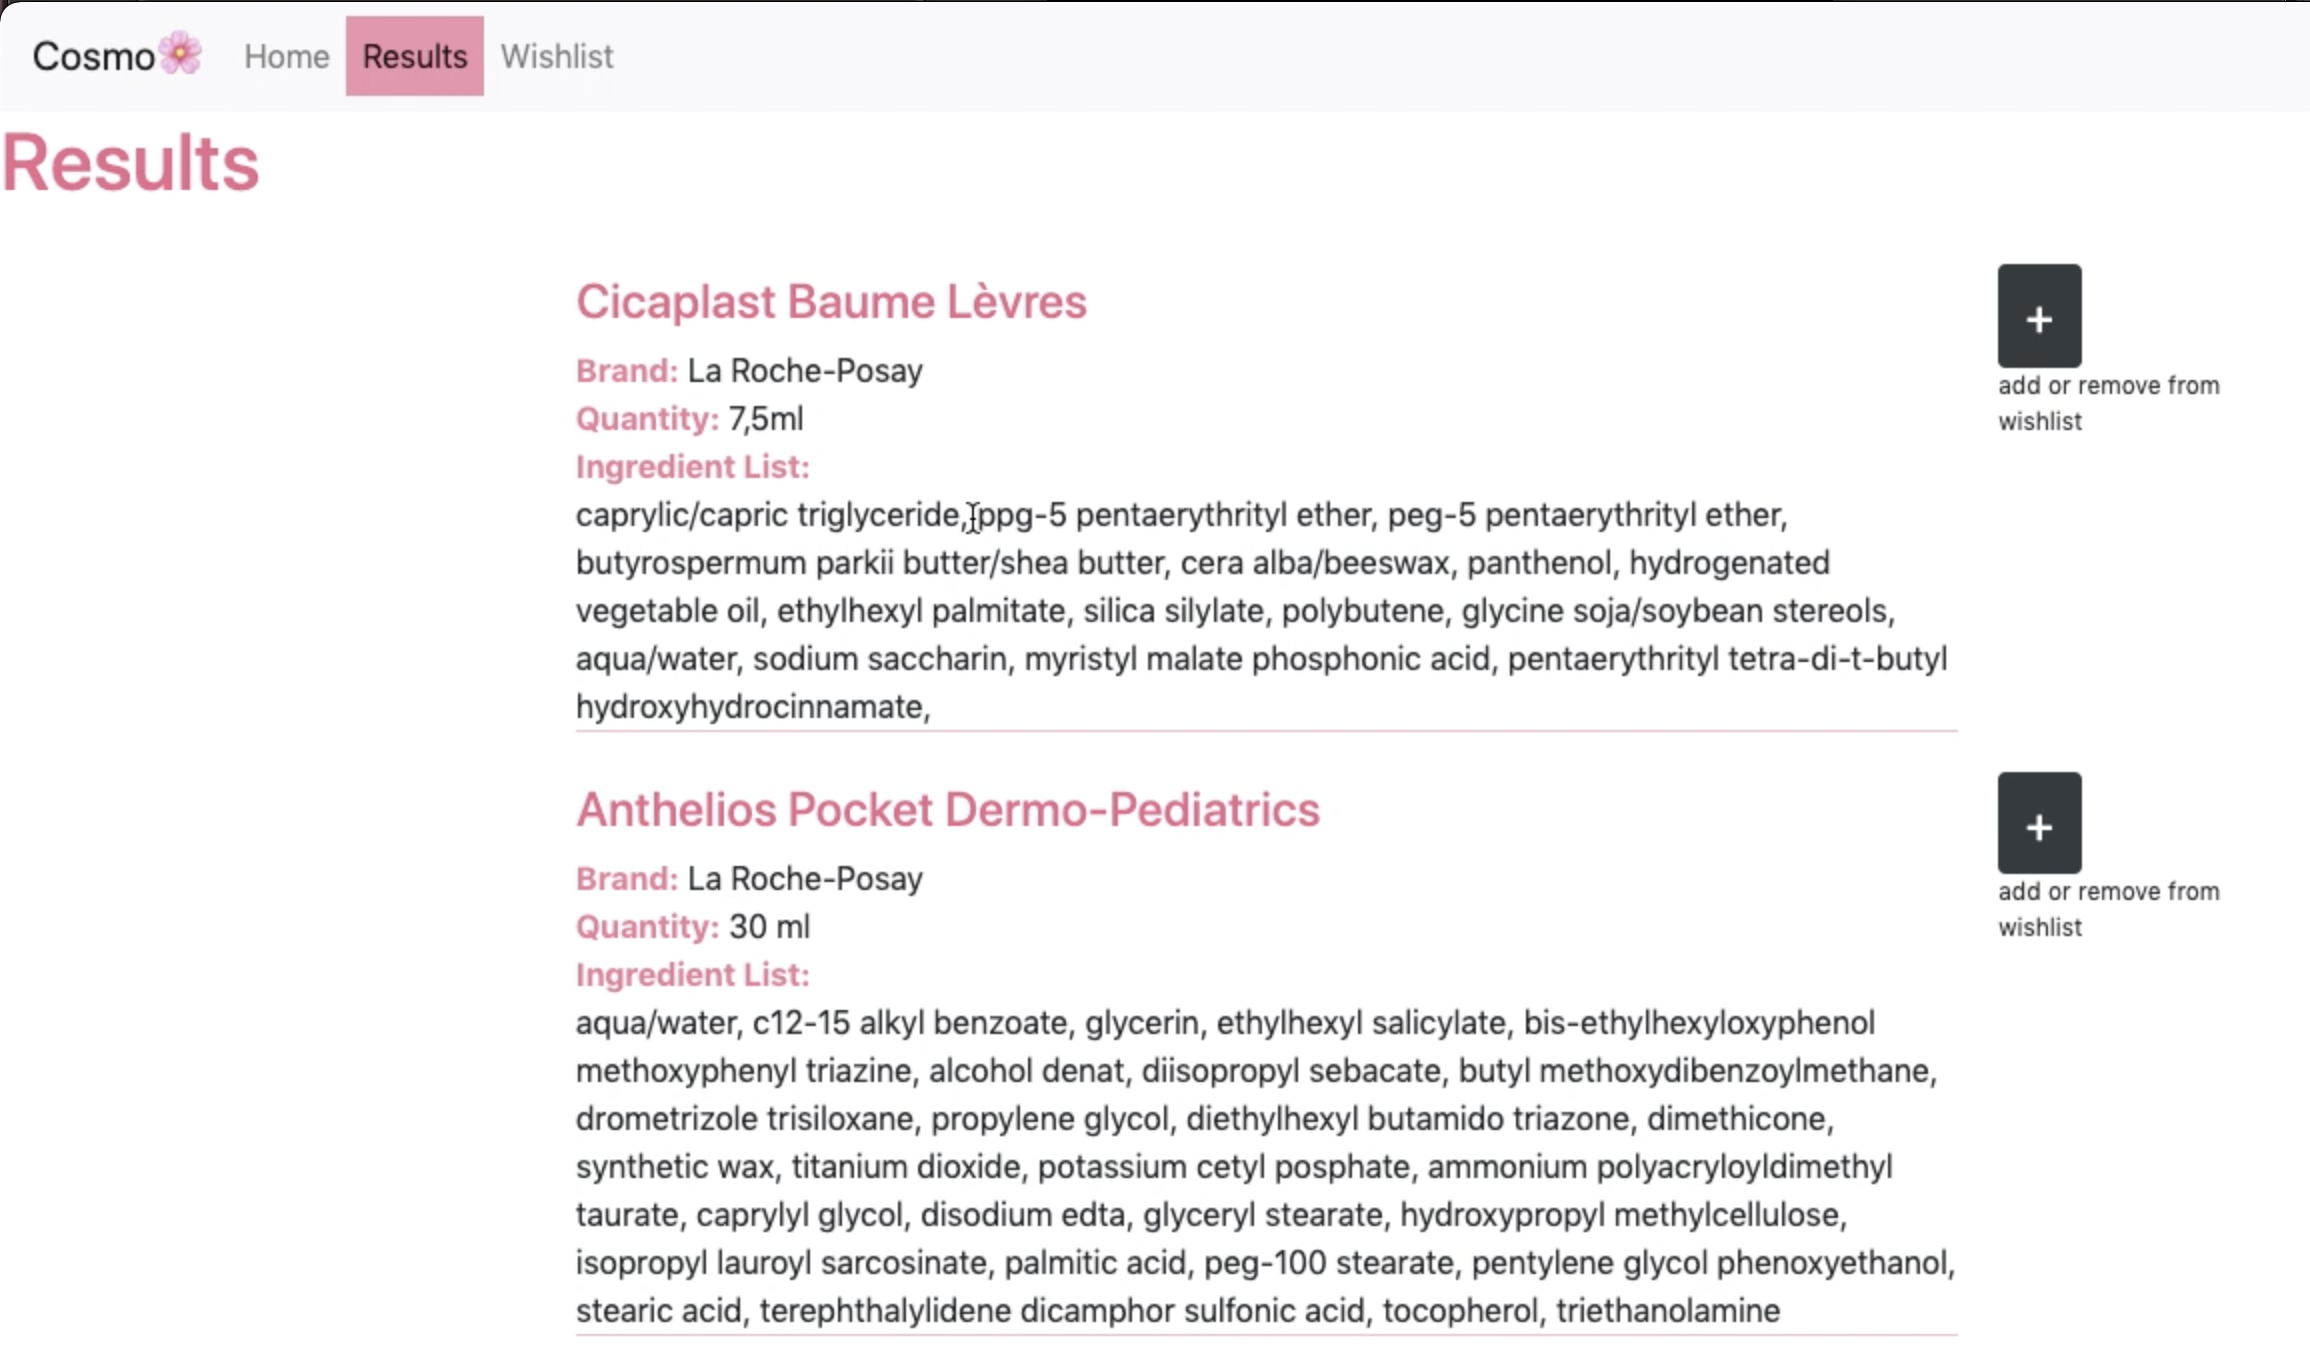 Cosmo🌸 Home Results Wishlist
Results
Cicaplast Baume Lèvres
Brand: La Roche-Posay
Quantity: 7,5ml
Ingredient List:
caprylic/capric triglyceride, ppg-5 pentaerythrityl ether, peg-5 pentaerythrityl ether,
butyrospermum parkii butter/shea butter, cera alba/beeswax, panthenol, hydrogenated
vegetable oil, ethylhexyl palmitate, silica silylate, polybutene, glycine soja/soybean stereols,
aqua/water, sodium saccharin, myristyl malate phosphonic acid, pentaerythrityl tetra-di-t-butyl
hydroxyhydrocinnamate,
+
add or remove from
wishlist
Anthelios Pocket Dermo-Pediatrics
Brand: La Roche-Posay
Quantity: 30 ml
Ingredient List:
aqua/water, c12-15 alkyl benzoate, glycerin, ethylhexyl salicylate, bis-ethylhexyloxyphenol
methoxyphenyl triazine, alcohol denat, diisopropyl sebacate, butyl methoxydibenzoylmethane,
drometrizole trisiloxane, propylene glycol, diethylhexyl butamido triazone, dimethicone,
synthetic wax, titanium dioxide, potassium cetyl posphate, ammonium polyacryloyldimethyl
taurate, caprylyl glycol, disodium edta, glyceryl stearate, hydroxypropyl methylcellulose,
isopropyl lauroyl sarcosinate, palmitic acid, peg-100 stearate, pentylene glycol phenoxyethanol,
stearic acid, terephthalylidene dicamphor sulfonic acid, tocopherol, triethanolamine
+
add or remove from
wishlist